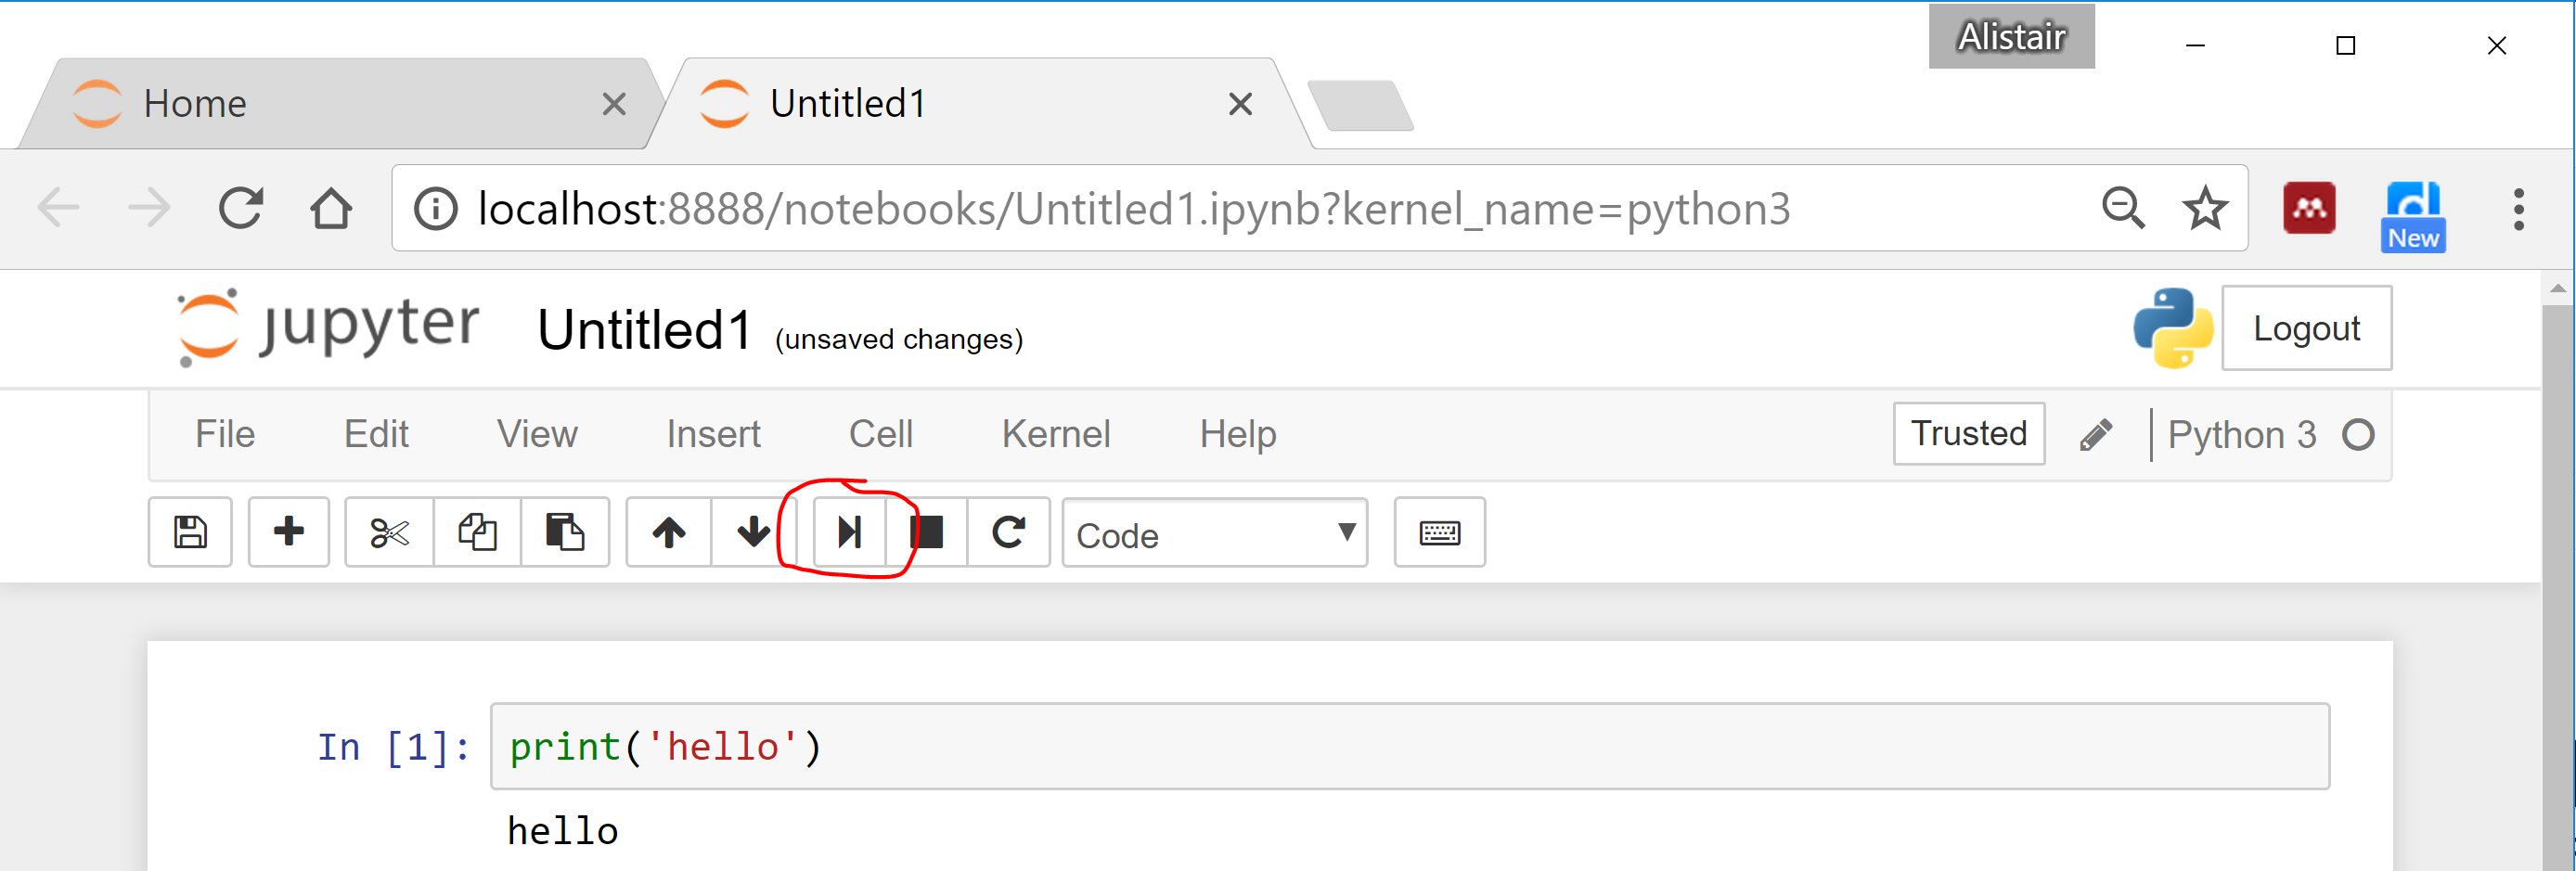 Alistair
Home Untitled1
localhost:8888/notebooks/Untitled1.ipynb?kernel_name=python3
New
jupyter Untitled1 (unsaved changes) Logout
File Edit View Insert Cell Kernel Help Trusted Python 3
Code
In [1]: print('hello')
hello